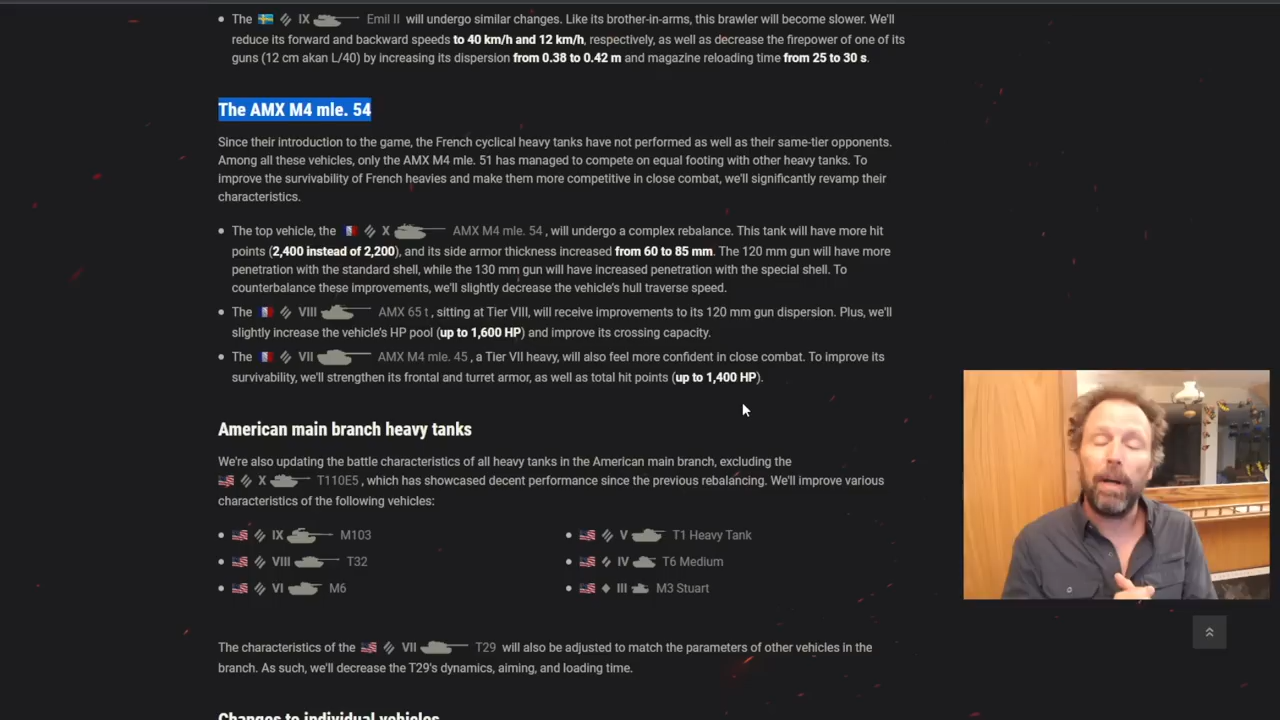 The IX Emil II will undergo similar changes. Like its brother-in-arms, this brawler will become slower. We'll
reduce its forward and backward speeds to 40 km/h and 12 km/h, respectively, as well as decrease the firepower of one of its
guns (12 cm akan L/40) by increasing its dispersion from 0.38 to 0.42 m and magazine reloading time from 25 to 30 s.
The AMX M4 mle. 54
Since their introduction to the game, the French cyclical heavy tanks have not performed as well as their same-tier opponents.
Among all these vehicles, only the AMX M4 mle. 51 has managed to compete on equal footing with other heavy tanks. To
improve the survivability of French heavies and make them more competitive in close combat, we'll significantly revamp their
characteristics.
The top vehicle, the X AMX M4 mle. 54 , will undergo a complex rebalance. This tank will have more hit
points (2,400 instead of 2,200), and its side armor thickness increased from 60 to 85 mm. The 120 mm gun will have more
penetration with the standard shell, while the 130 mm gun will have increased penetration with the special shell. To
counterbalance these improvements, we'll slightly decrease the vehicle's hull traverse speed.
The VIII AMX 65 t , sitting at Tier VIII, will receive improvements to its 120 mm gun dispersion. Plus, we'll
slightly increase the vehicle's HP pool (up to 1,600 HP) and improve its crossing capacity.
The VII AMX M4 mle. 45 , a Tier VII heavy, will also feel more confident in close combat. To improve its
survivability, we'll strengthen its frontal and turret armor, as well as total hit points (up to 1,400 HP).
American main branch heavy tanks
We're also updating the battle characteristics of all heavy tanks in the American main branch, excluding the
X T110E5 , which has showcased decent performance since the previous rebalancing. We'll improve various
characteristics of the following vehicles:
IX M103
V T1 Heavy Tank
VIII T32
IV T6 Medium
VI M6
III M3 Stuart
The characteristics of the VII T29 will also be adjusted to match the parameters of other vehicles in the
branch. As such, we'll decrease the T29's dynamics, aiming, and loading time.
Changes to individual vehicles